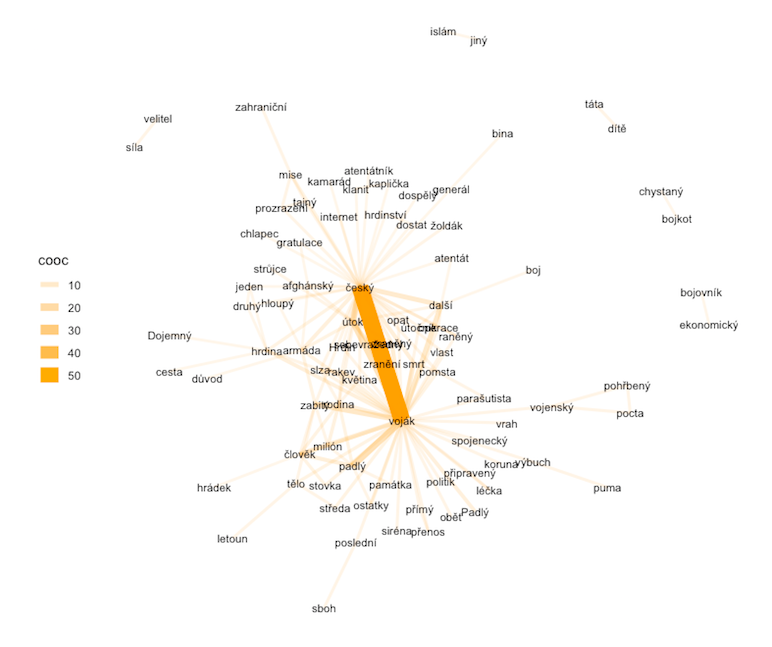 islám
jiný
táta
zahraniční
velitel
dítě
bina
síla
atentátník
mise
kamarád
kaplička
klanit
dospělý
generál
chystaný
tajný
prozrazení
internet
hrdinství
bojkot
dostat
žoldák
chlapec
gratulace
atentát
cooc
strůjce
boj
10
jeden
afghánský
český
bojovník
20
druhý
hloupý
další
30
útok
opat
útočník
ekonomický
Dojemný
raněný
40
Hrdin
sebevražedný
hrdina
armáda
vlast
50
zranění
smrt
cesta
slza
rakev
pomsta
důvod
květina
pohřbený
parašutista
zabitý
rodina
vojenský
pocta
voják
vrah
spojenecký
milión
člověk
padlý
koruna
výbuch
připravený
hrádek
tělo
stovka
památka
politik
léčka
puma
středa
ostatky
přímý
Padlý
oběť
siréna
přenos
letoun
poslední
sboh